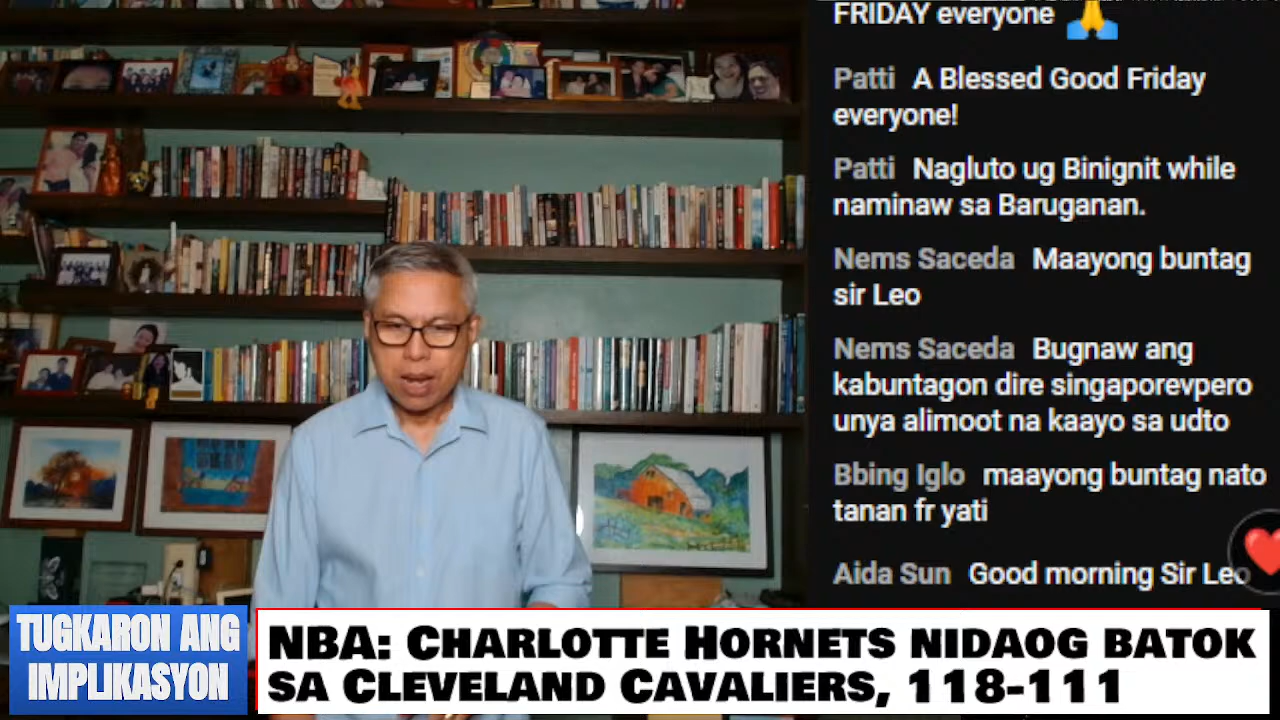 FRIDAY everyone 🙏
Patti A Blessed Good Friday
everyone!
Patti Nagluto ug Binignit while
naminaw sa Baruganan.
Nems Saceda Maayong buntag
sir Leo
Nems Saceda Bugnaw ang
kabuntagon dire singaporevpero
unya alimoot na kaayo sa udto
Bbing Iglo maayong buntag nato
tanan fr yati
Aida Sun Good morning Sir Leo
TUGKARON ANG
IMPLIKASYON
NBA: CHARLOTTE HORNETS NIDAOG BATOK
SA CLEVELAND CAVALIERS, 118-111